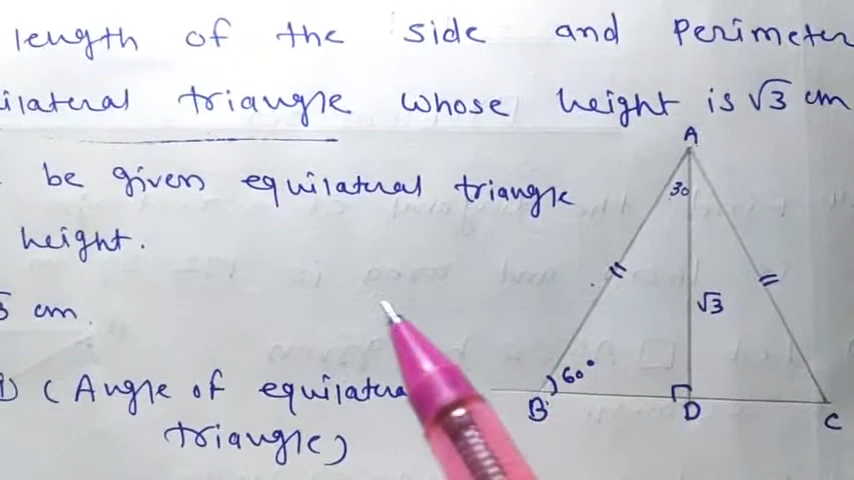 length of the side and Perimeter
ilateral triangle whose height is √3 cm
A
be given equilateral triangle
30
height.
√3
cm.
60°
(Angle of equilatera
triangle)
B
D
C